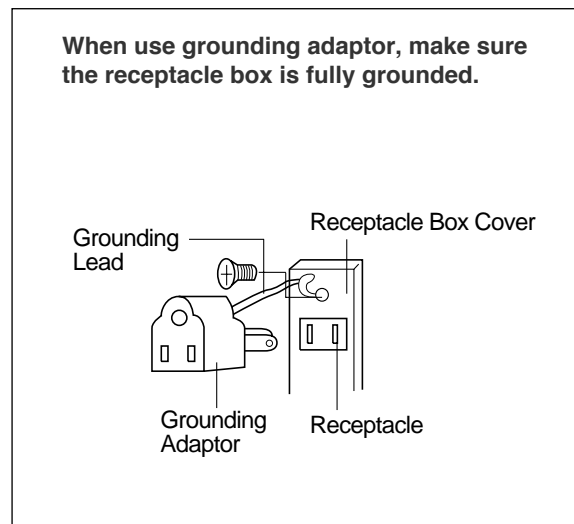 When use grounding adaptor, make sure
the receptacle box is fully grounded.
Receptacle Box Cover
Grounding
Lead
Grounding
Adaptor
Receptacle